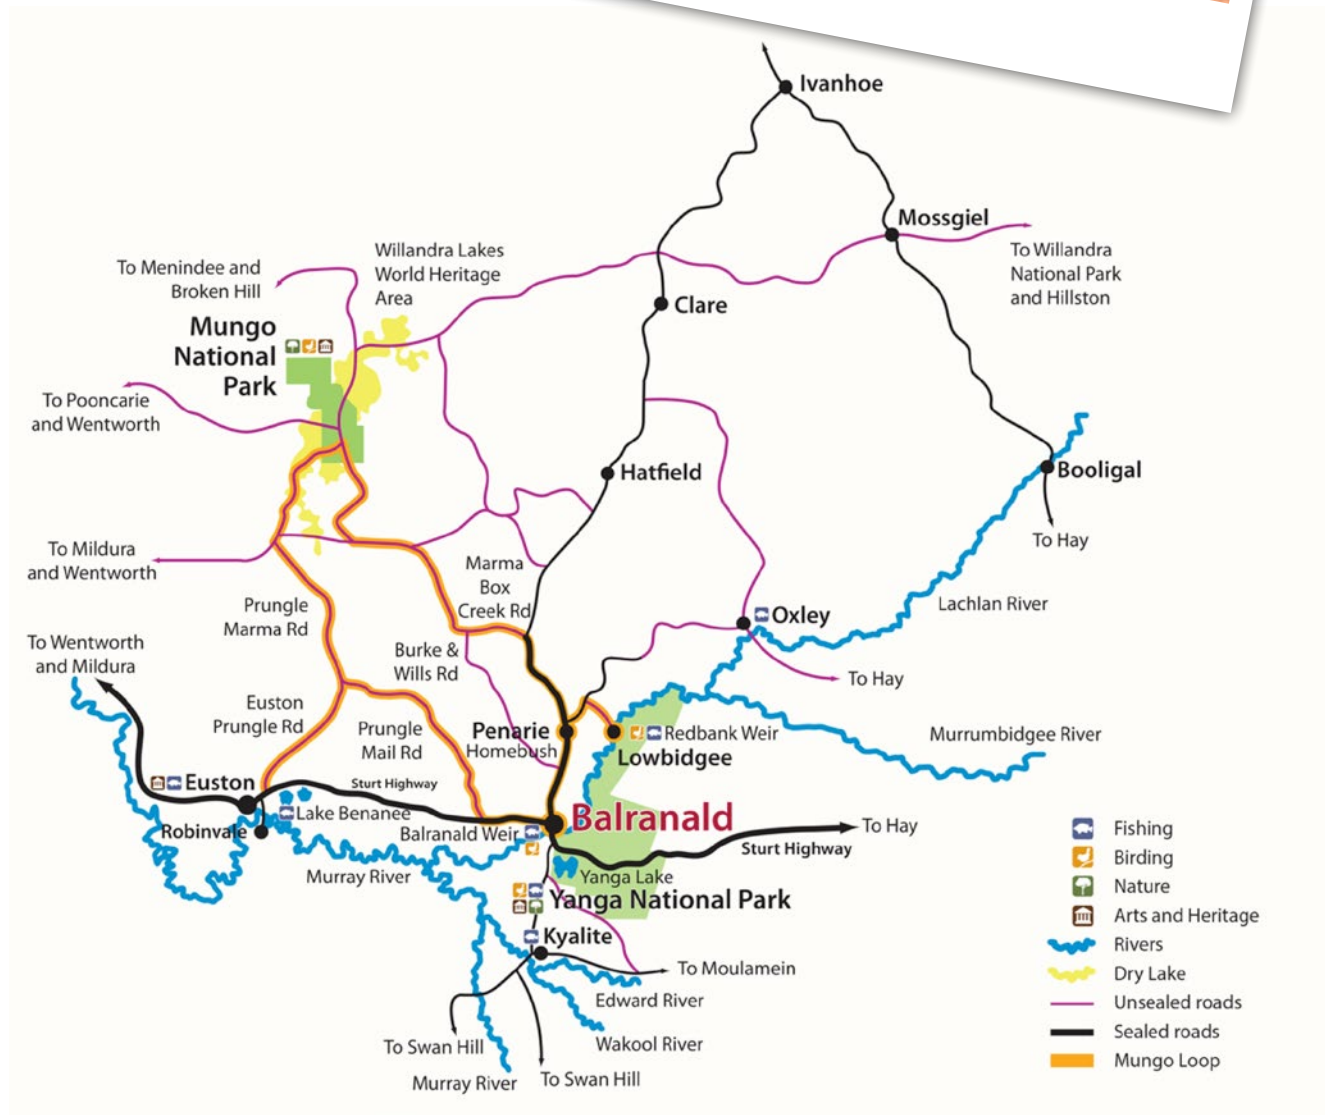 Ivanhoe
Mossgiel
To Willandra
National Park
and Hillston
Willandra Lakes
World Heritage
Area
To Menindee and
Broken Hill
Clare
Mungo
National
Park
To Pooncarie
and Wentworth
Hatfield
Booligal
To Hay
To Mildura
and Wentworth
Marma
Box
Creek Rd
Prungle
Marma Rd
Oxley
Lachlan River
To Wentworth
and Mildura
Burke &
Wills Rd
To Hay
Euston
Prungle Rd
Prungle
Mail Rd
Penarie
Homebush
Redbank Weir
Lowbidgee
Murrumbidgee River
Euston
Sturt Highway
Lake Benanee
Robinvale
Balranald Weir
Balranald
To Hay
Sturt Highway
Murray River
Yanga Lake
Yanga National Park
Kyalite
To Moulamein
Edward River
Wakool River
To Swan Hill
Murray River
To Swan Hill
Fishing
Birding
Nature
Arts and Heritage
Rivers
Dry Lake
Unsealed roads
Sealed roads
Mungo Loop